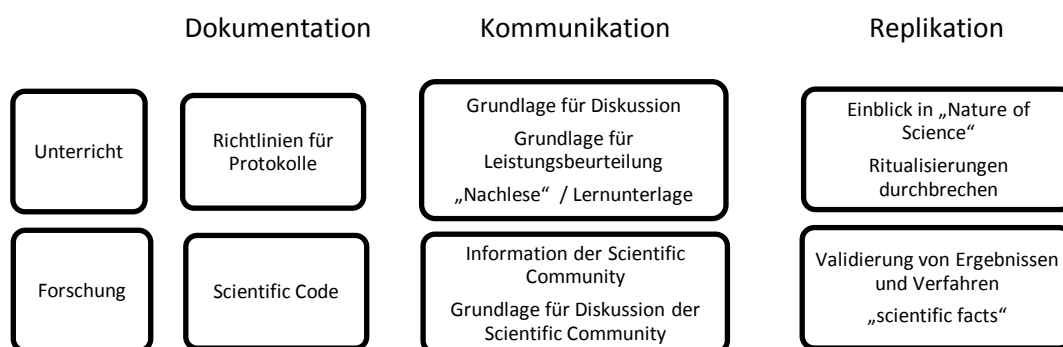 Dokumentation
Kommunikation
Replikation
Unterricht
Richtlinien für
Protokolle
Grundlage für Diskussion
Grundlage für
Leistungsbeurteilung
„Nachlese“ / Lernunterlage
Einblick in „Nature of
Science“
Ritualisierungen
durchbrechen
Forschung
Scientific Code
Information der Scientific
Community
Grundlage für Diskussion der
Scientific Community
Validierung von Ergebnissen
und Verfahren
„scientific facts“